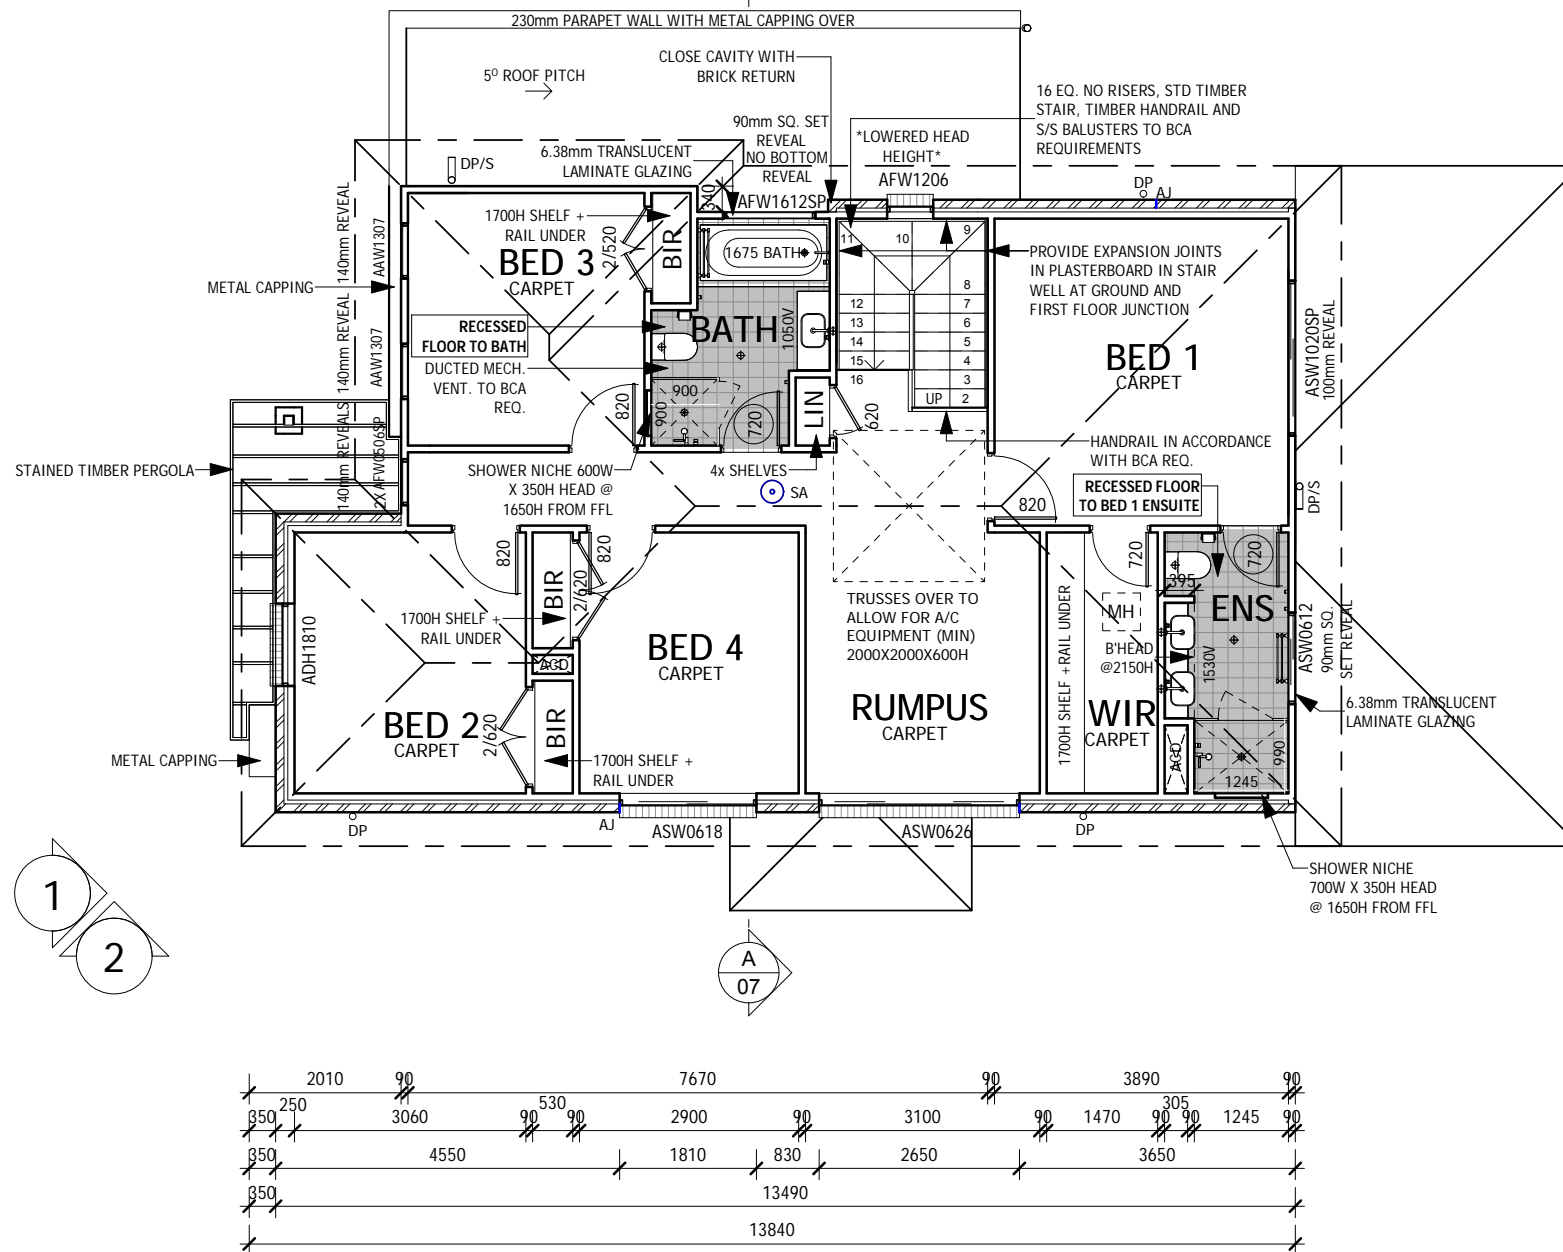 230mm PARAPET WALL WITH METAL CAPPING OVER
5⁰ ROOF PITCH
CLOSE CAVITY WITH
BRICK RETURN
16 EQ. NO RISERS, STD TIMBER
STAIR, TIMBER HANDRAIL AND
S/S BALUSTERS TO BCA
REQUIREMENTS
90mm SQ. SET
REVEAL
NO BOTTOM
REVEAL
*LOWERED HEAD
HEIGHT*
AFW1206
6.38mm TRANSLUCENT
LAMINATE GLAZING
DP/S
340
AFW1612SP
DP
AJ
1700H SHELF +
RAIL UNDER
2/520
BIR
BED 3
CARPET
1675 BATH
11
10
9
8
7
6
5
4
3
2
UP
12
13
14
15
16
PROVIDE EXPANSION JOINTS
IN PLASTERBOARD IN STAIR
WELL AT GROUND AND
FIRST FLOOR JUNCTION
METAL CAPPING
140mm REVEAL
AAW1307
140mm REVEAL
AAW1307
140mm REVEALS
2X AFW0506SP
RECESSED
FLOOR TO BATH
BATH
1050V
DUCTED MECH.
VENT. TO BCA
REQ.
900
900
820
720
LIN
620
BED 1
CARPET
ASW1020SP
100mm REVEAL
HANDRAIL IN ACCORDANCE
WITH BCA REQ.
STAINED TIMBER PERGOLA
SHOWER NICHE 600W
X 350H HEAD @
1650H FROM FFL
4x SHELVES
SA
820
RECESSED FLOOR
TO BED 1 ENSUITE
DP/S
820
820
BIR
2/620
1700H SHELF +
RAIL UNDER
TRUSSES OVER TO
ALLOW FOR A/C
EQUIPMENT (MIN)
2000X2000X600H
720
720
395
ENS
MH
B'HEAD
@2150H
1530V
ASW0612
90mm SQ.
SET REVEAL
ADH1810
ACD
BED 4
CARPET
BED 2
CARPET
2/620
BIR
1700H SHELF +
RAIL UNDER
RUMPUS
CARPET
1700H SHELF +RAIL UNDER
WIR
CARPET
ACD
990
1245
6.38mm TRANSLUCENT
LAMINATE GLAZING
METAL CAPPING
DP
AJ
ASW0618
ASW0626
DP
SHOWER NICHE
700W X 350H HEAD
@ 1650H FROM FFL
1
2
A
07
2010 90 7670 90 3890 90
350 250 3060 90 530 90 2900 90 3100 90 1470 90 305 90 1245 90
350 4550 1810 830 2650 3650
350 13490
13840